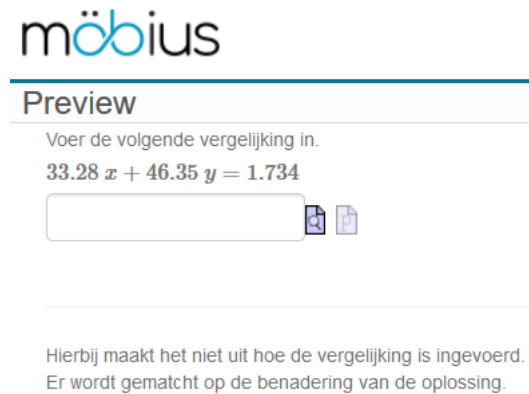 möbius
Preview
Voer de volgende vergelijking in.
33.28 x + 46.35 y = 1.734
Hierbij maakt het niet uit hoe de vergelijking is ingevoerd.
Er wordt gematcht op de benadering van de oplossing.